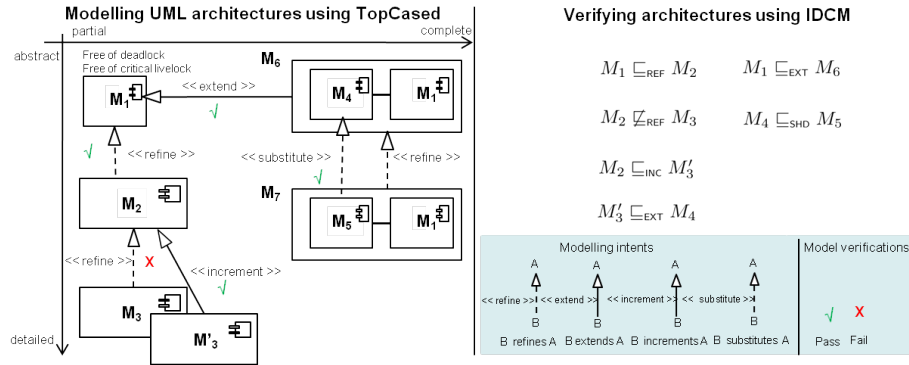 Modelling UML architectures using TopCased
partial
complete
abstract
detailed
Free of deadlock
Free of critical livelock
M1
<< extend >>
√
M6
M4
M1
√
<< refine >>
<< substitute >>
√
<< refine >>
M2
M7
M5
M1
<< refine >>
X
<< increment >>
√
M3
M'3
Verifying architectures using IDCM
M1 ⊑REF M2
M1 ⊑EXT M6
M2 ⋢REF M3
M4 ⊑SHD M5
M2 ⊑INC M′3
M′3 ⊑EXT M4
Modelling intents
Model verifications
A A A A
<< refine >> << extend >> << increment >> << substitute >>
B B B B
B refines A B extends A B increments A B substitutes A
√ X
Pass Fail